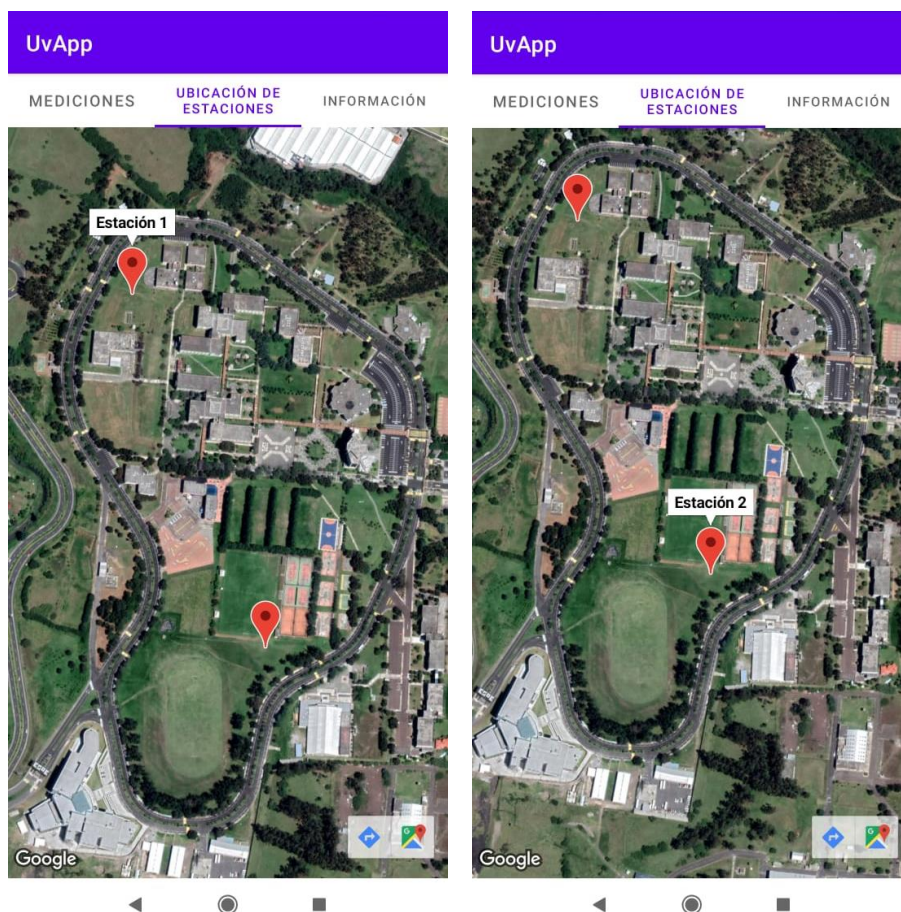 UvApp
MEDICIONES
UBICACIÓN DE
ESTACIONES
INFORMACIÓN
Estación 1
Google
UvApp
MEDICIONES
UBICACIÓN DE
ESTACIONES
INFORMACIÓN
Estación 2
Google